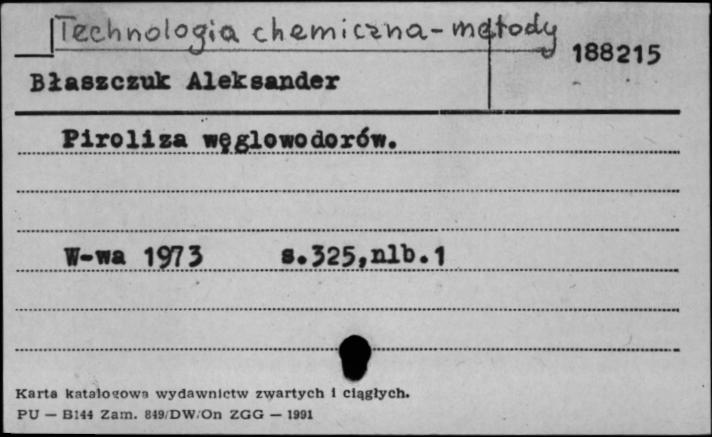 Technologia chemiczna - metody
188215
Błaszczuk Aleksander
Piroliza węglowodorów.
W-wa 1973 s.325,nlb.1
Karta katalogowa wydawnictw zwartych i ciągłych.
PU — B144 Zam. 849/DW/On ZGG — 1991